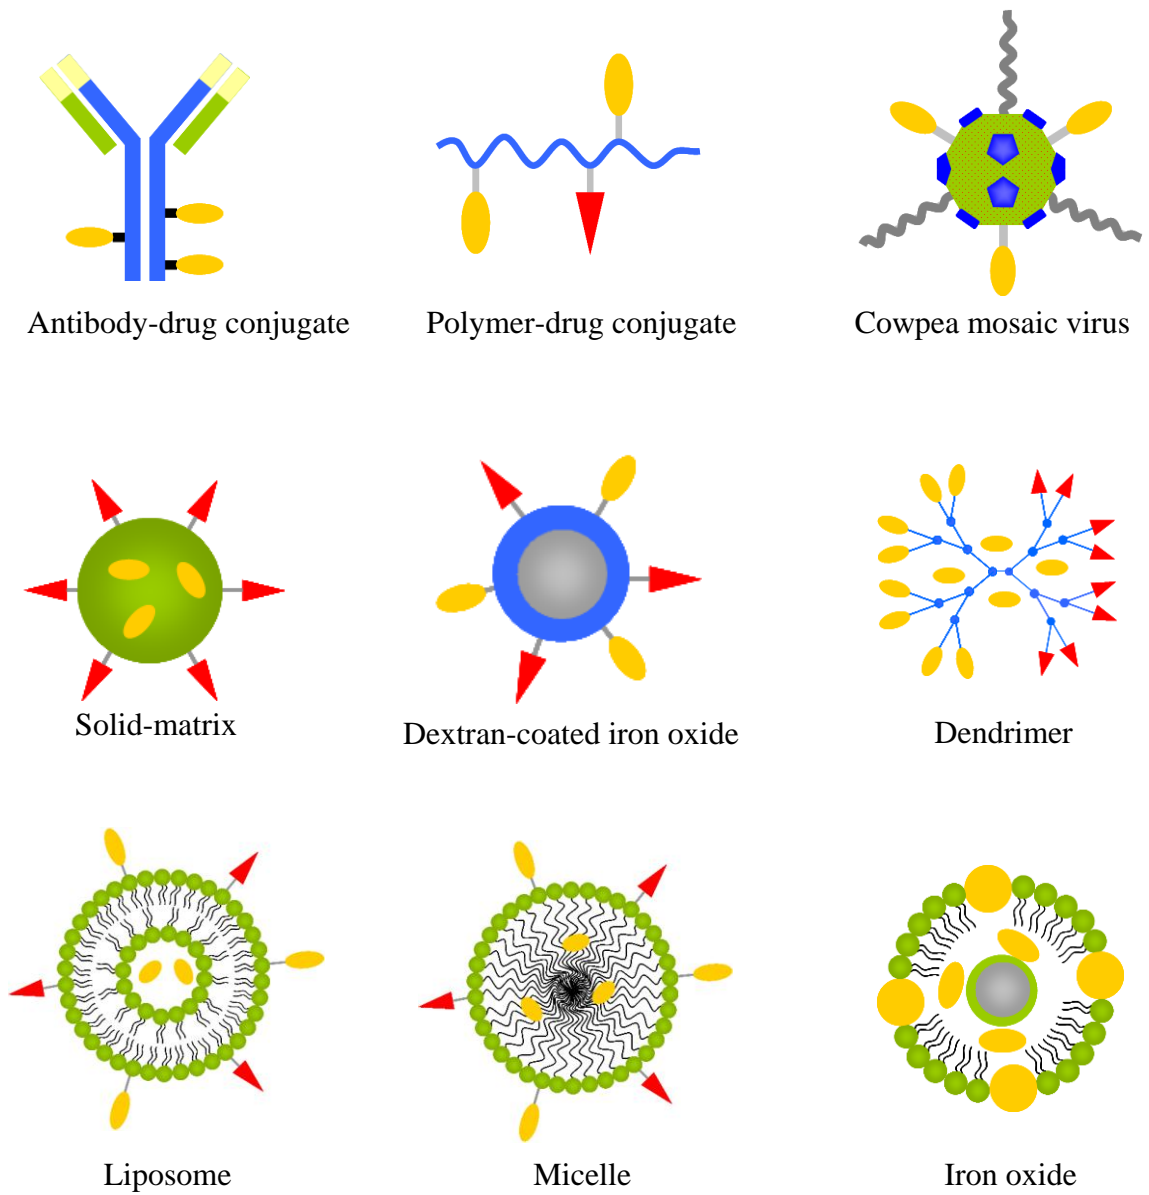 Antibody-drug conjugate
Polymer-drug conjugate
Cowpea mosaic virus
Solid-matrix
Dextran-coated iron oxide
Dendrimer
Liposome
Micelle
Iron oxide